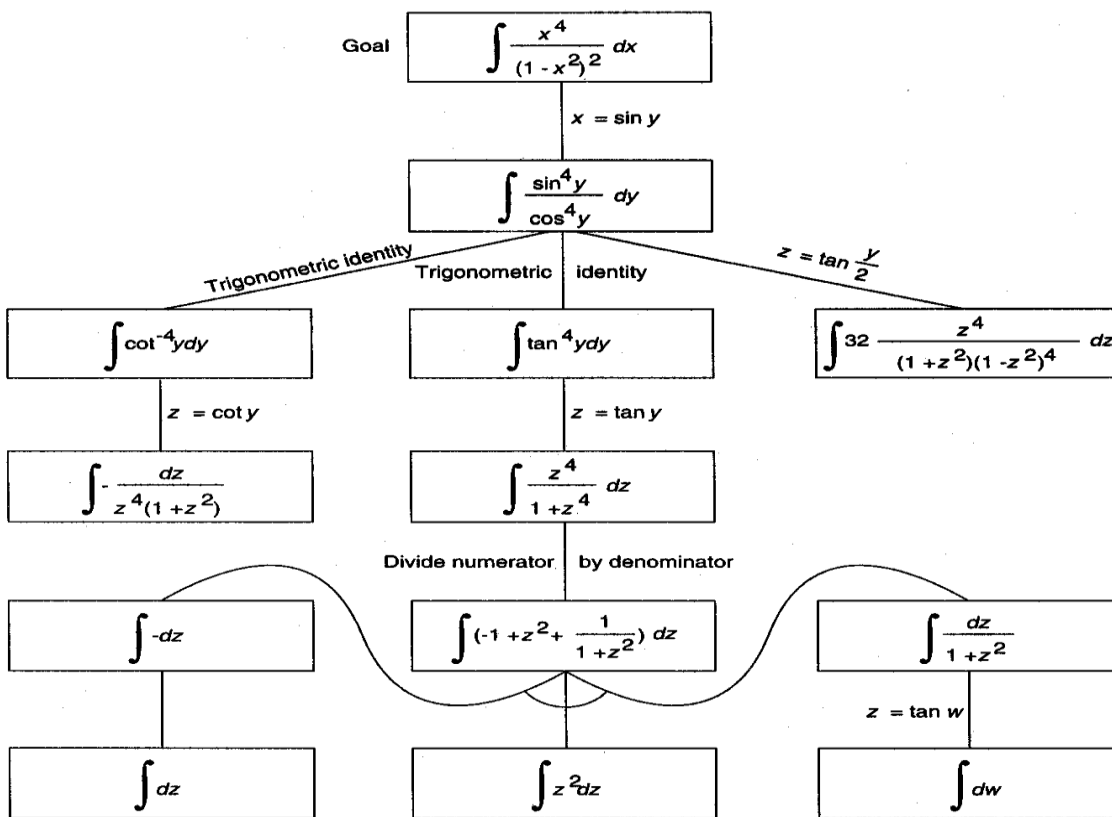 Goal ∫ x⁴/(1 - x²)² dx
x = sin y
∫ sin⁴y/cos⁴y dy
Trigonometric identity
Trigonometric identity
z = tan y/2
∫ cot⁻⁴ydy
∫ tan⁴ydy
∫ 32 z⁴/(1 +z²)(1 -z²)⁴ dz
z = cot y
z = tan y
∫ - dz/z⁴(1 +z²)
∫ z⁴/1 +z⁴ dz
Divide numerator by denominator
∫ -dz
∫ (-1 +z² + 1/1 +z²) dz
∫ dz/1 +z²
z = tan w
∫ dz
∫ z²dz
∫ dw